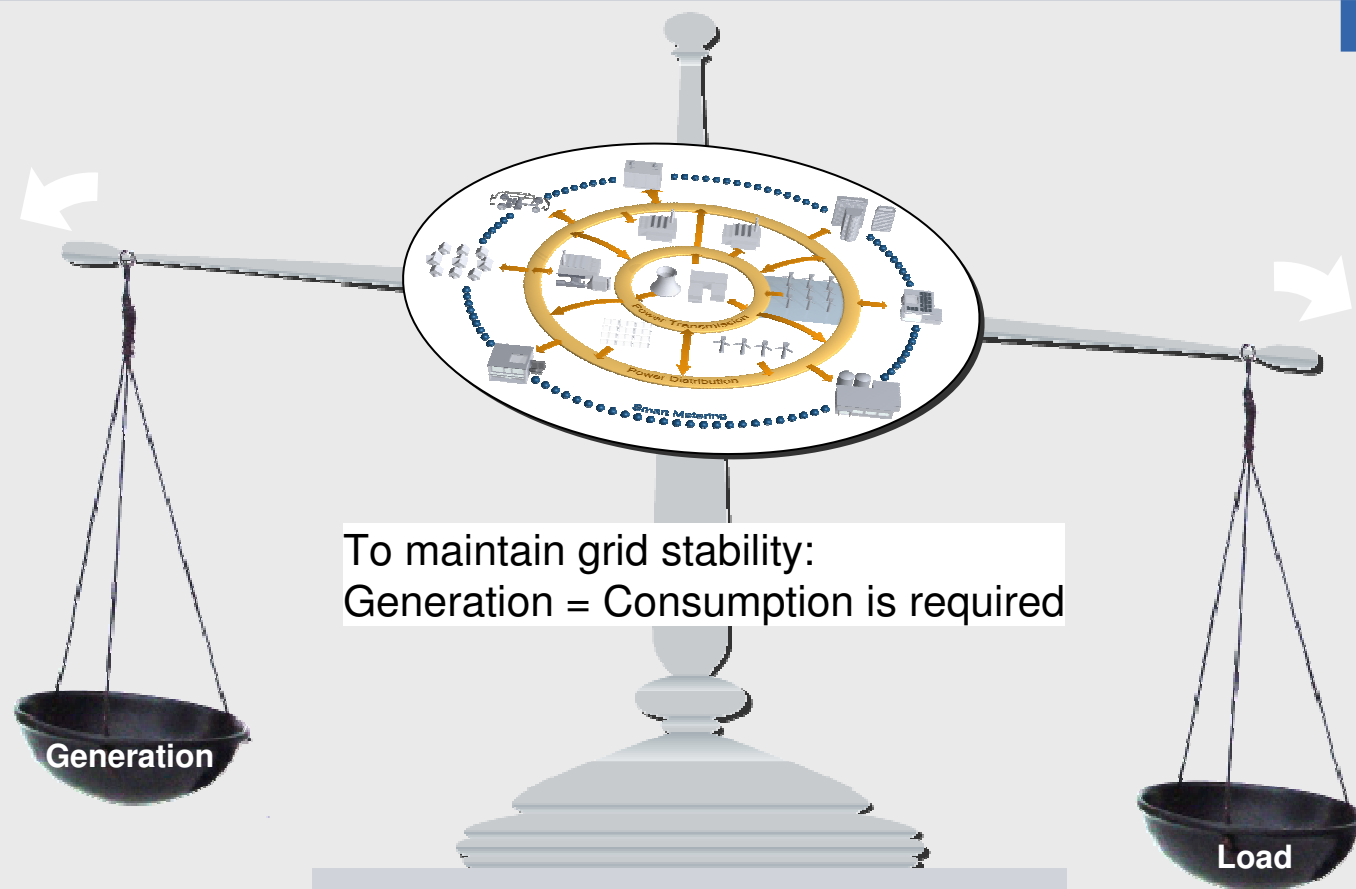 Power Transmission
Power Distribution
Smart Metering
To maintain grid stability:
Generation = Consumption is required
Generation
Load